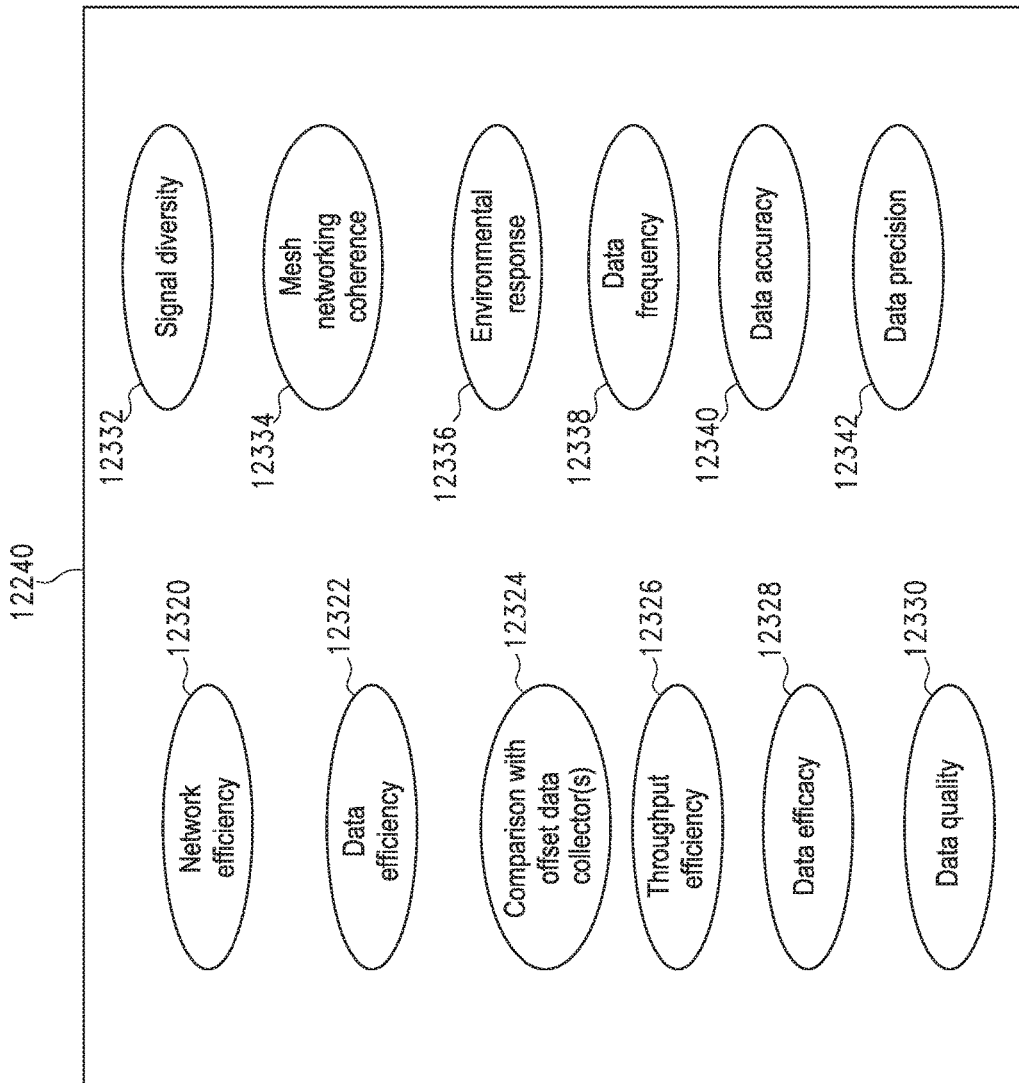 12240
12320
Network
efficiency
12322
Data
efficiency
12324
Comparison with
offset data
collector(s)
12326
Throughput
efficiency
12328
Data efficacy
12330
Data quality
12332
Signal diversity
12334
Mesh
networking
coherence
12336
Environmental
response
12338
Data
frequency
12340
Data accuracy
12342
Data precision